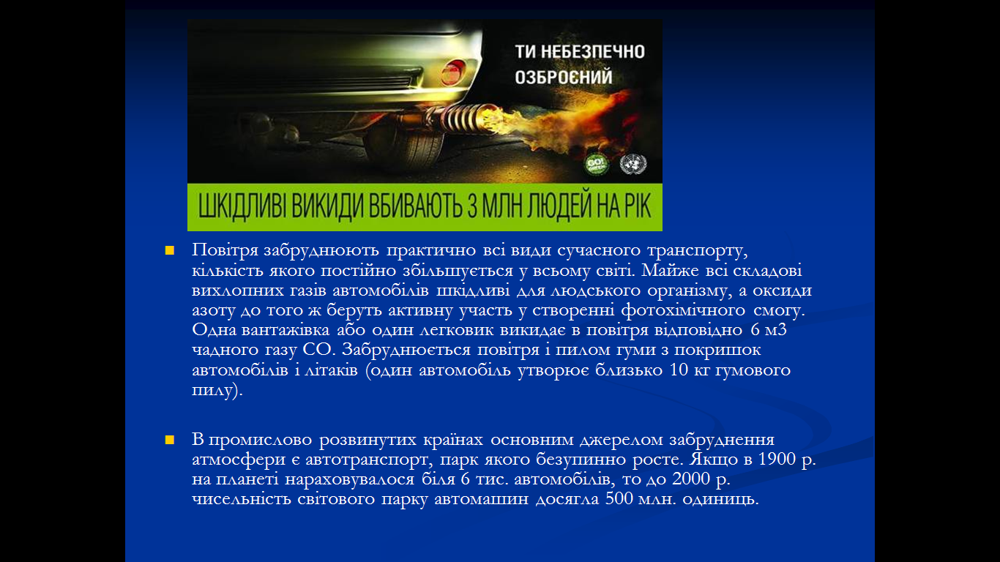 ТИ НЕБЕЗПЕЧНО
ОЗБРОЄНИЙ
GO!
GREEN
ШКІДЛИВІ ВИКИДИ ВБИВАЮТЬ 3 МЛН ЛЮДЕЙ НА РІК
Повітря забруднюють практично всі види сучасного транспорту,
кількість якого постійно збільшується у всьому світі. Майже всі складові
вихлопних газів автомобілів шкідливі для людського організму, а оксиди
азоту до того ж беруть активну участь у створенні фотохімічного смогу.
Одна вантажівка або один легковик викидає в повітря відповідно 6 м3
чадного газу СО. Забруднюється повітря і пилом гуми з покришок
автомобілів і літаків (один автомобіль утворює близько 10 кг гумового
пилу).
В промислово розвинутих країнах основним джерелом забруднення
атмосфери є автотранспорт, парк якого безупинно росте. Якщо в 1900 р.
на планеті нараховувалося біля 6 тис. автомобілів, то до 2000 р.
чисельність світового парку автомашин досягла 500 млн. одиниць.